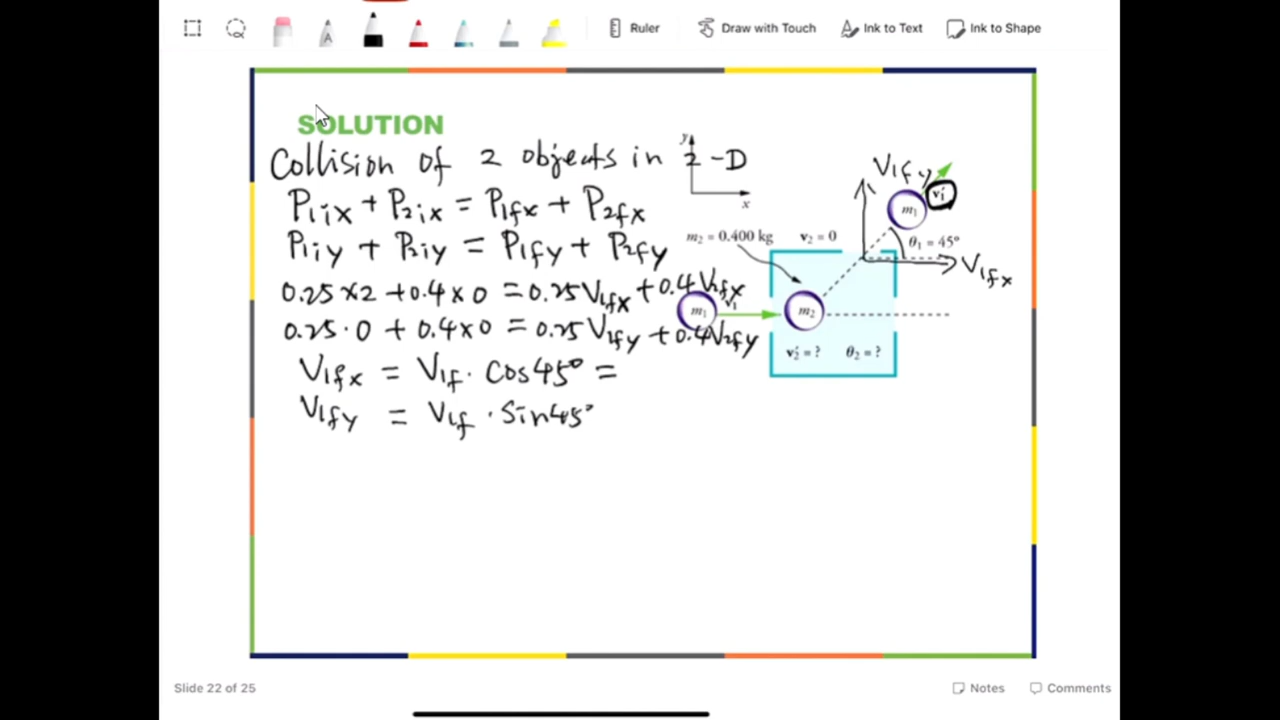 Ruler Draw with Touch Ink to Text Ink to Shape
SOLUTION
Collision of 2 objects in 2-D
P1ix + P2ix = P1fx + P2fx
P1iy + P2iy = P1fy + P2fy
0.25×2 + 0.4×0 = 0.25V1fx + 0.4V2fx
0.25·0 + 0.4×0 = 0.25V1fy + 0.4V2fy
V1fx = V1f · Cos45° =
V1fy = V1f · Sin45°
y
x
m2 = 0.400 kg v2 = 0
V1fy
v1′
m1
θ1 = 45°
V1fx
m1
v1
m2
v2′ = ? θ2 = ?
Slide 22 of 25
Notes Comments